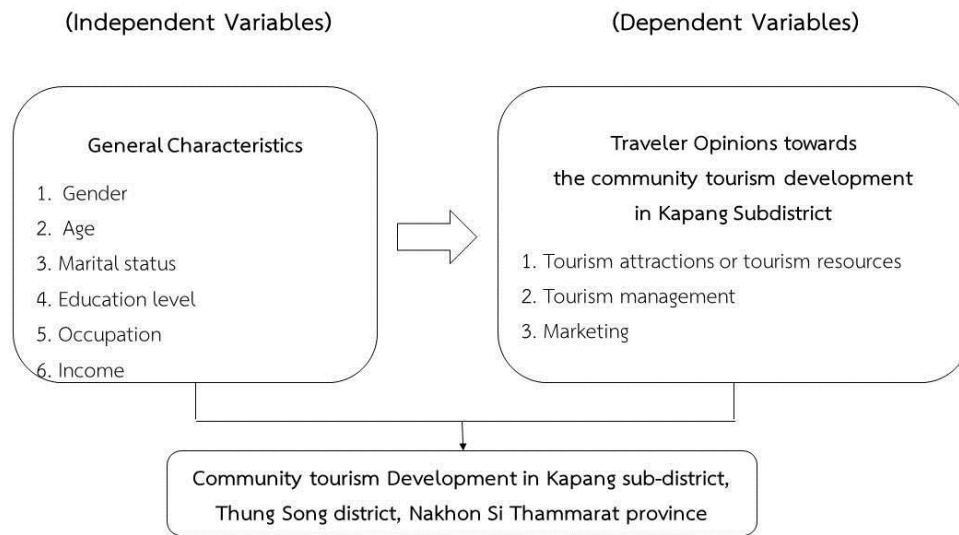 (Independent Variables)
(Dependent Variables)
General Characteristics
1. Gender
2. Age
3. Marital status
4. Education level
5. Occupation
6. Income
Traveler Opinions towards
the community tourism development
in Kapang Subdistrict
1. Tourism attractions or tourism resources
2. Tourism management
3. Marketing
Community tourism Development in Kapang sub-district,
Thung Song district, Nakhon Si Thammarat province